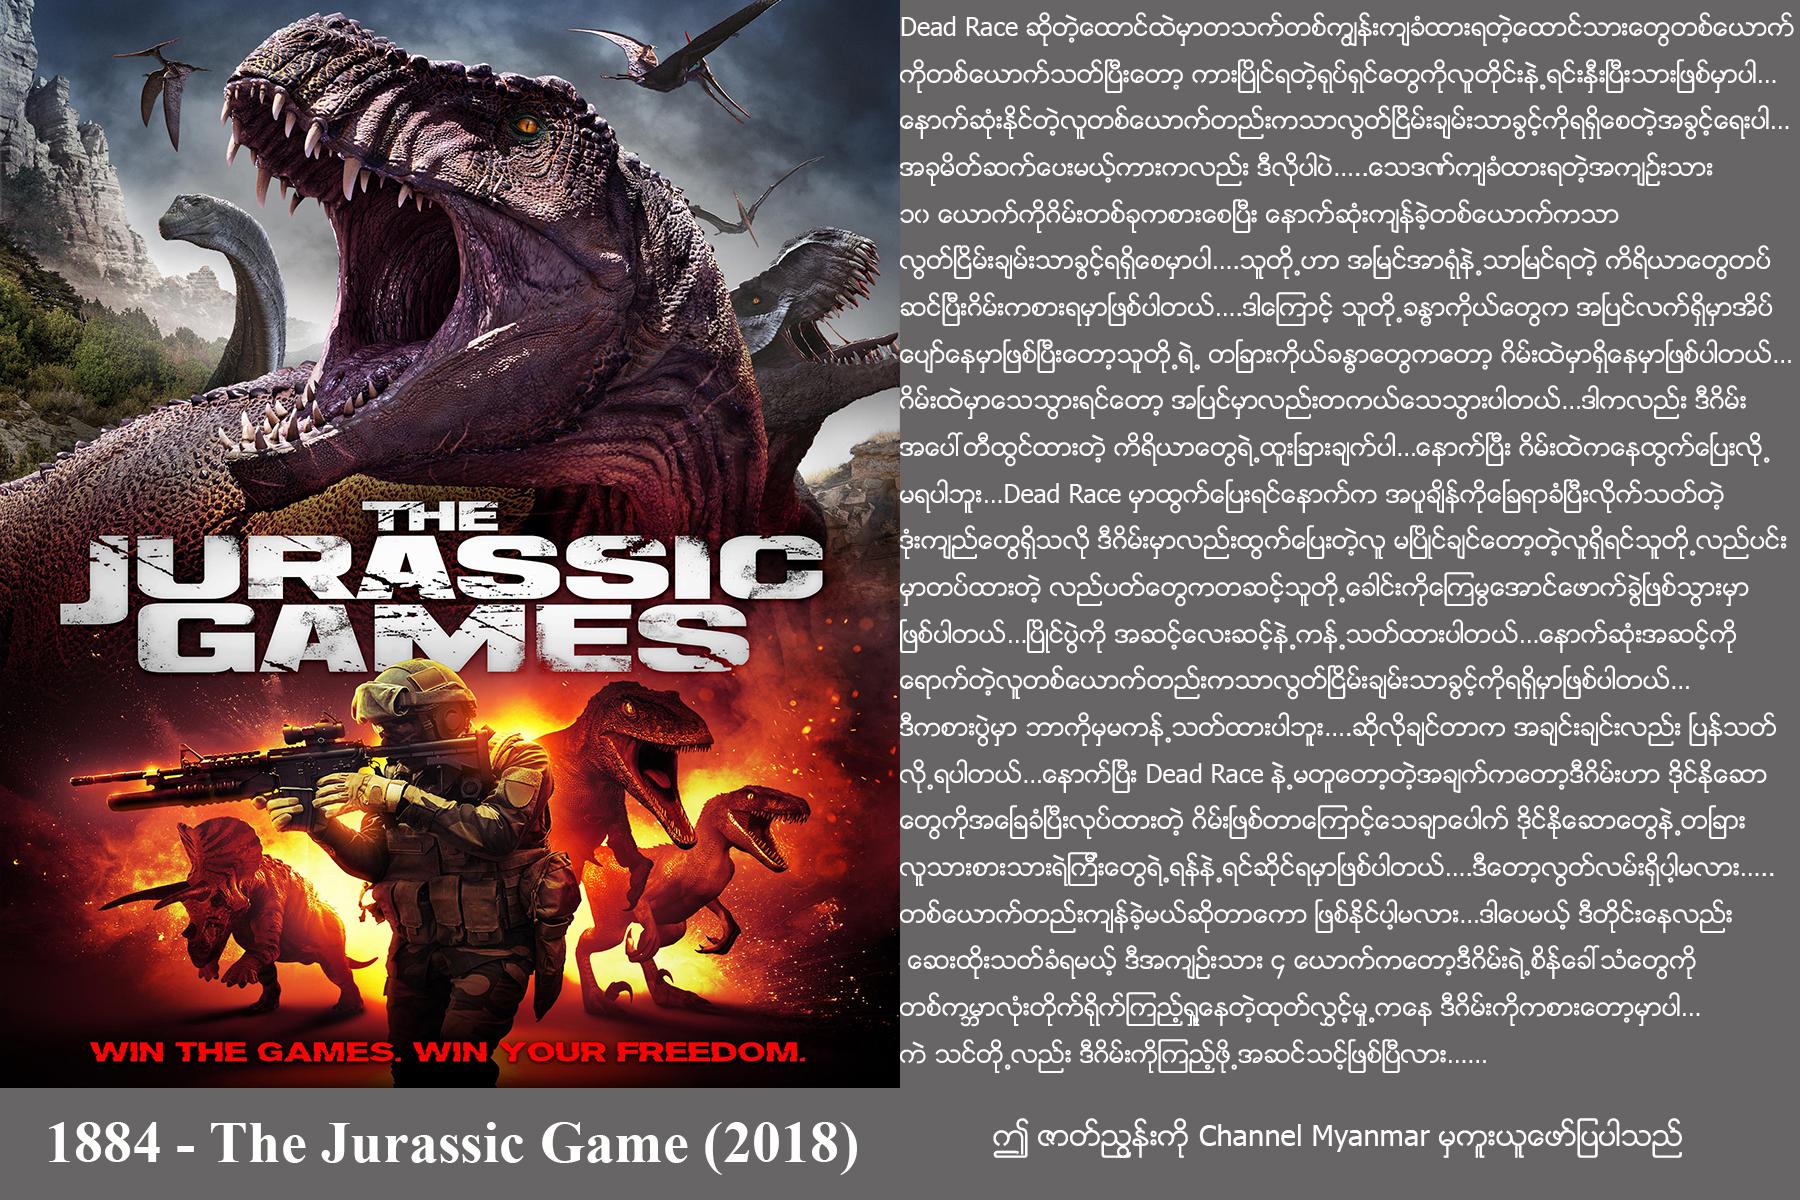 THE
JURASSIC
GAMES
WIN THE GAMES. WIN YOUR FREEDOM.
1884 - The Jurassic Game (2018)
Dead Race ဆိုတဲ့ထောင်ထဲမှာတသက်တစ်ကျွန်းကျခံထားရတဲ့ထောင်သားတွေတစ်ယောက်
ကိုတစ်ယောက်သတ်ပြီးတော့ ကားပြိုင်ရတဲ့ရုပ်ရှင်တွေကိုလူတိုင်းနဲ့ရင်းနှီးပြီးသားဖြစ်မှာပါ...
နောက်ဆုံးနိုင်တဲ့လူတစ်ယောက်တည်းကသာလွတ်ငြိမ်းချမ်းသာခွင့်ကိုရရှိစေတဲ့အခွင့်ရေးပါ...
အခုမိတ်ဆက်ပေးမယ့်ကားကလည်း ဒီလိုပါပဲ.....သေဒဏ်ကျခံထားရတဲ့အကျဉ်းသား
၁၀ ယောက်ကိုဂိမ်းတစ်ခုကစားစေပြီး နောက်ဆုံးကျန်ခဲ့တစ်ယောက်ကသာ
လွတ်ငြိမ်းချမ်းသာခွင့်ရရှိစေမှာပါ....သူတို့ဟာ အမြင်အာရုံနဲ့သာမြင်ရတဲ့ ကိရိယာတွေတပ်
ဆင်ပြီးဂိမ်းကစားရမှာဖြစ်ပါတယ်....ဒါကြောင့် သူတို့ခန္ဓာကိုယ်တွေက အပြင်လက်ရှိမှာအိပ်
ပျော်နေမှာဖြစ်ပြီးတော့သူတို့ရဲ့ တခြားကိုယ်ခန္ဓာတွေကတော့ ဂိမ်းထဲမှာရှိနေမှာဖြစ်ပါတယ်...
ဂိမ်းထဲမှာသေသွားရင်တော့ အပြင်မှာလည်းတကယ်သေသွားပါတယ်...ဒါကလည်း ဒီဂိမ်း
အပေါ်တီထွင်ထားတဲ့ ကိရိယာတွေရဲ့ထူးခြားချက်ပါ...နောက်ပြီး ဂိမ်းထဲကနေထွက်ပြေးလို့
မရပါဘူး...Dead Race မှာထွက်ပြေးရင်နောက်က အပူချိန်ကိုခြေရာခံပြီးလိုက်သတ်တဲ့
ဒုံးကျည်တွေရှိသလို ဒီဂိမ်းမှာလည်းထွက်ပြေးတဲ့လူ မပြိုင်ချင်တော့တဲ့လူရှိရင်သူတို့လည်ပင်း
မှာတပ်ထားတဲ့ လည်ပတ်တွေကတဆင့်သူတို့ခေါင်းကိုကြေမွအောင်ဖောက်ခွဲဖြစ်သွားမှာ
ဖြစ်ပါတယ်...ပြိုင်ပွဲကို အဆင့်လေးဆင့်နဲ့ကန့်သတ်ထားပါတယ်...နောက်ဆုံးအဆင့်ကို
ရောက်တဲ့လူတစ်ယောက်တည်းကသာလွတ်ငြိမ်းချမ်းသာခွင့်ကိုရရှိမှာဖြစ်ပါတယ်...
ဒီကစားပွဲမှာ ဘာကိုမှမကန့်သတ်ထားပါဘူး....ဆိုလိုချင်တာက အချင်းချင်းလည်း ပြန်သတ်
လို့ရပါတယ်...နောက်ပြီး Dead Race နဲ့မတူတော့တဲ့အချက်ကတော့ဒီဂိမ်းဟာ ဒိုင်နိုဆော
တွေကိုအခြေခံပြီးလုပ်ထားတဲ့ ဂိမ်းဖြစ်တာကြောင့်သေချာပေါက် ဒိုင်နိုဆောတွေနဲ့တခြား
လူသားစားသားရဲကြီးတွေရဲ့ရန်နဲ့ရင်ဆိုင်ရမှာဖြစ်ပါတယ်....ဒီတော့လွတ်လမ်းရှိပါ့မလား.....
တစ်ယောက်တည်းကျန်ခဲ့မယ်ဆိုတာကော ဖြစ်နိုင်ပါ့မလား...ဒါပေမယ့် ဒီတိုင်းနေလည်း
ဆေးထိုးသတ်ခံရမယ့် ဒီအကျဉ်းသား ၄ ယောက်ကတော့ဒီဂိမ်းရဲ့စိန်ခေါ်သံတွေကို
တစ်ကမ္ဘာလုံးတိုက်ရိုက်ကြည့်ရှုနေတဲ့ထုတ်လွှင့်မှု့ကနေ ဒီဂိမ်းကိုကစားတော့မှာပါ...
ကဲ သင်တို့လည်း ဒီဂိမ်းကိုကြည့်ဖို့အဆင်သင့်ဖြစ်ပြီလား......
ဤ ဇာတ်ညွှန်းကို Channel Myanmar မှကူးယူဖော်ပြပါသည်